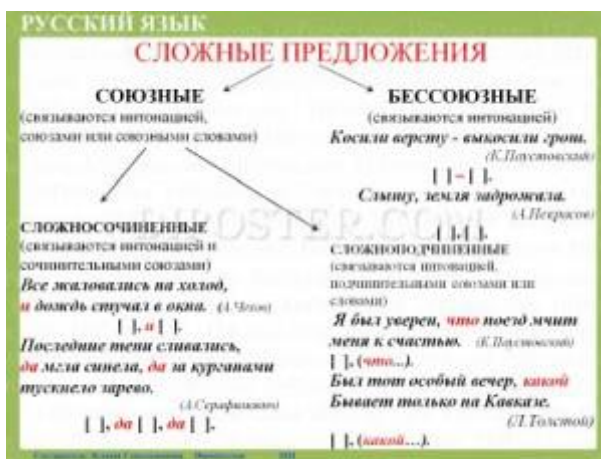 РУССКИЙ ЯЗЫК
СЛОЖНЫЕ ПРЕДЛОЖЕНИЯ
СОЮЗНЫЕ
(связываются интонацией,
союзами или союзными словами)
БЕССОЮЗНЫЕ
(связываются интонацией)
Косили версту - выкосили грош.
(К.Паустовский)
[ ] – [ ].
Слышу, земля задрожала.
(А.Некрасов)
[ ], [ ].
СЛОЖНОСОЧИНЕННЫЕ
(связываются интонацией и
сочинительными союзами)
Все жаловались на холод,
и дождь стучал в окна. (А.Чехов)
[ ], и [ ].
Последние тени сливались,
да мгла синела, да за курганами
тускнело зарево.
(А.Серафимович)
[ ], да [ ], да [ ].
СЛОЖНОПОДЧИНЕННЫЕ
(связываются интонацией,
подчинительными союзами или
словами)
Я был уверен, что поезд мчит
меня к счастью. (К.Паустовский)
[ ], (что...).
Был тот особый вечер, какой
Бывает только на Кавказе.
(Л.Толстой)
[ ], (какой...).